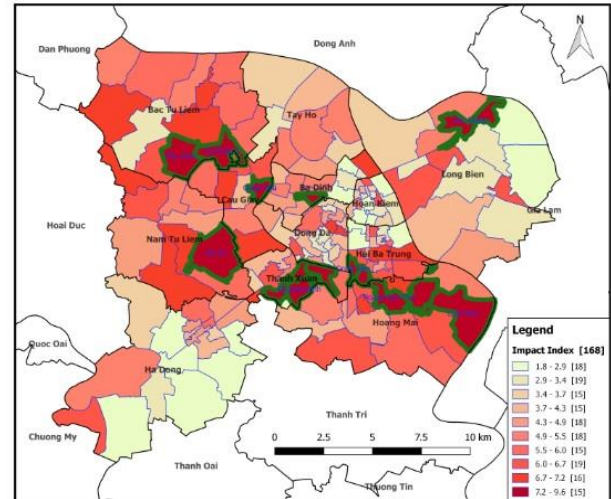 Dan Phuong
Dong Anh
N
Bac Tu Liem
Tay Ho
Long Bien
Gia Lam
Ba Dinh
Cau Giay
Hoan Kiem
Hoai Duc
Dong Da
Nam Tu Liem
Hai Ba Trung
Thanh Xuan
Hoang Mai
Quoc Oai
Ha Dong
Chuong My
Thanh Tri
Thanh Oai
Thuong Tin
0.0 2.5 5.0 7.5 10 km
Legend
Impact Index [168]
1.8 - 2.9 [18]
2.9 - 3.4 [19]
3.4 - 3.7 [15]
3.7 - 4.3 [15]
4.3 - 4.9 [18]
4.9 - 5.5 [18]
5.5 - 6.0 [15]
6.0 - 6.7 [19]
6.7 - 7.2 [16]
7.2 - 9.6 [15]